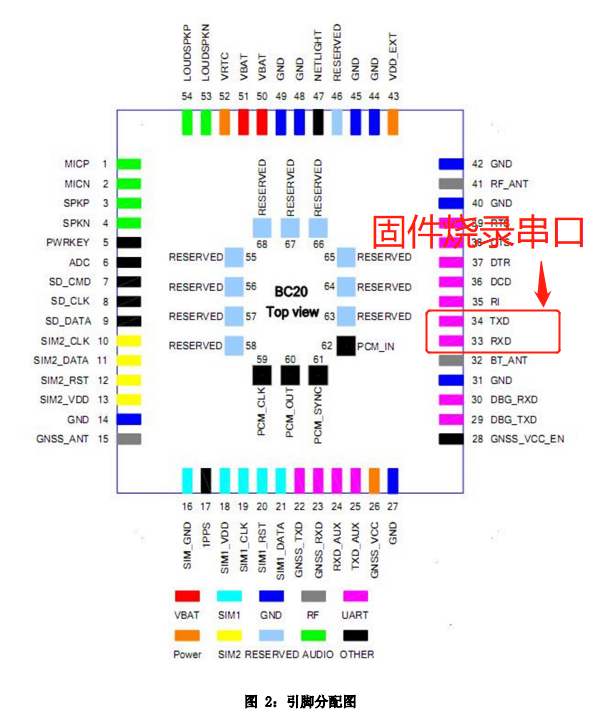 LOUDSPKP
LOUDSPKN
VRTC
VBAT
VBAT
GND
GND
NETLIGHT
RESERVED
GND
GND
VDD_EXT
54 53 52 51 50 49 48 47 46 45 44 43
MICP 1
MICN 2
SPKP 3
SPKN 4
PWRKEY 5
ADC 6
SD_CMD 7
SD_CLK 8
SD_DATA 9
SIM2_CLK 10
SIM2_DATA 11
SIM2_RST 12
SIM2_VDD 13
GND 14
GNSS_ANT 15
RESERVED
RESERVED
RESERVED
68 67 66
RESERVED 55
RESERVED 56
RESERVED 57
RESERVED 58
BC20
Top view
65 RESERVED
64 RESERVED
63 RESERVED
62 PCM_IN
59 60 61
PCM_CLK
PCM_OUT
PCM_SYNC
42 GND
41 RF_ANT
40 GND
39 RTS
固件烧录串口
38 CTS
37 DTR
36 DCD
35 RI
34 TXD
33 RXD
32 BT_ANT
31 GND
30 DBG_RXD
29 DBG_TXD
28 GNSS_VCC_EN
16 17 18 19 20 21 22 23 24 25 26 27
SIM_GND
1PPS
SIM1_VDD
SIM1_CLK
SIM1_RST
SIM1_DATA
GNSS_TXD
GNSS_RXD
RXD_AUX
TXD_AUX
GNSS_VCC
GND
VBAT SIM1 GND RF UART
Power SIM2 RESERVED AUDIO OTHER
图 2：引脚分配图